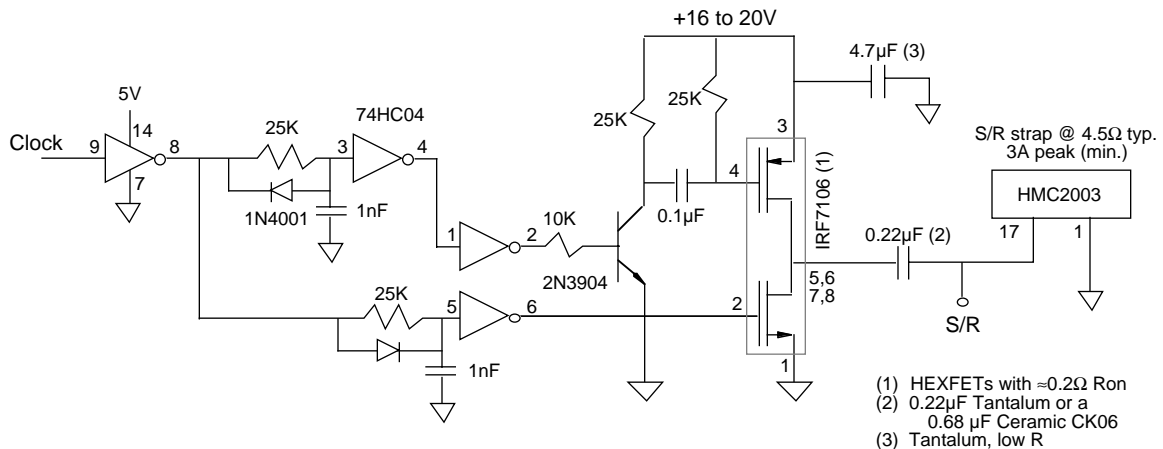 +16 to 20V
4.7µF (3)
5V
14
74HC04
25K
25K
25K
Clock
9
8
3
4
7
1N4001
1nF
3
4
0.1µF
IRF7106 (1)
S/R strap @ 4.5Ω typ.
3A peak (min.)
HMC2003
17
1
10K
1
2
2N3904
0.22µF (2)
5,6
7,8
S/R
25K
5
6
2
1nF
1
(1) HEXFETs with ≈0.2Ω Ron
(2) 0.22µF Tantalum or a
0.68 µF Ceramic CK06
(3) Tantalum, low R